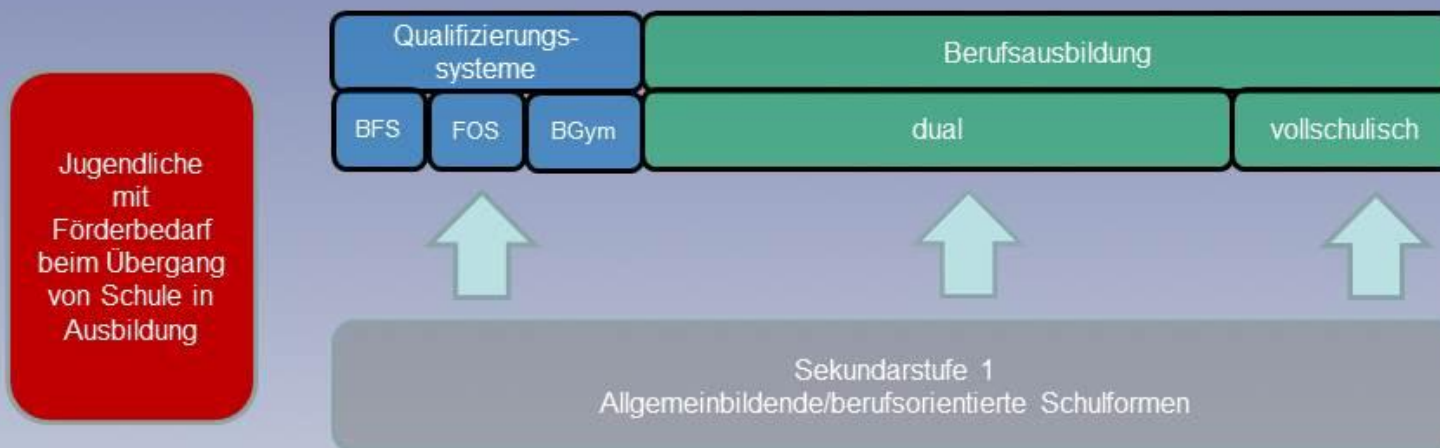 Jugendliche
mit
Förderbedarf
beim Übergang
von Schule in
Ausbildung
Qualifizierungs-
systeme
Berufsausbildung
BFS
FOS
BGym
dual
vollschulisch
Sekundarstufe 1
Allgemeinbildende/berufsorientierte Schulformen